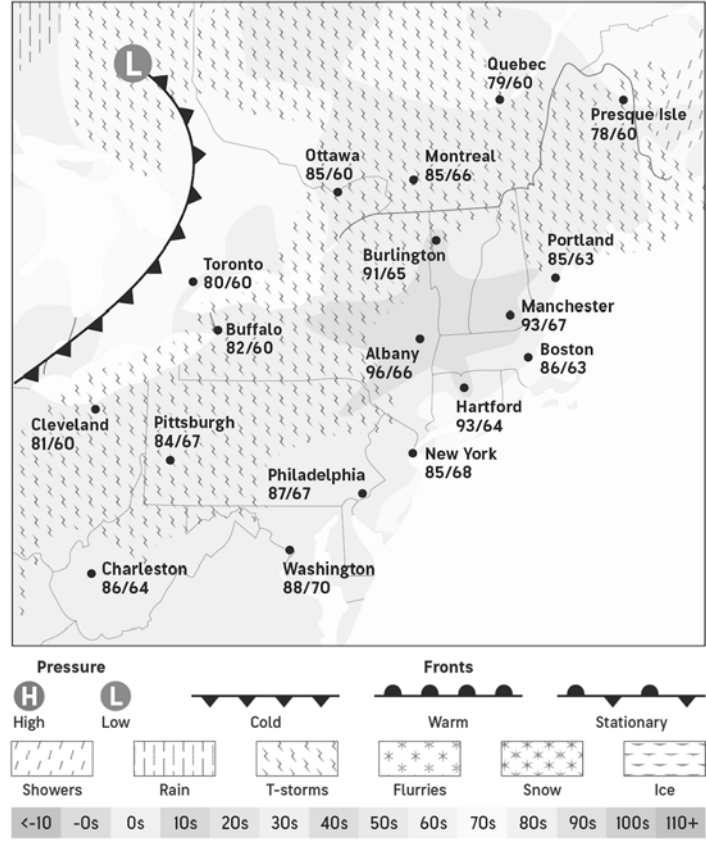 L
Quebec
79/60
Presque Isle
78/60
Ottawa
85/60
Montreal
85/66
Burlington
91/65
Portland
85/63
Toronto
80/60
Manchester
93/67
Buffalo
82/60
Albany
96/66
Boston
86/63
Hartford
93/64
Cleveland
81/60
Pittsburgh
84/67
New York
85/68
Philadelphia
87/67
Charleston
86/64
Washington
88/70
Pressure
Fronts
H
L
High
Low
Cold
Warm
Stationary
Showers
Rain
T-storms
Flurries
Snow
Ice
<-10 -0s 0s 10s 20s 30s 40s 50s 60s 70s 80s 90s 100s 110+